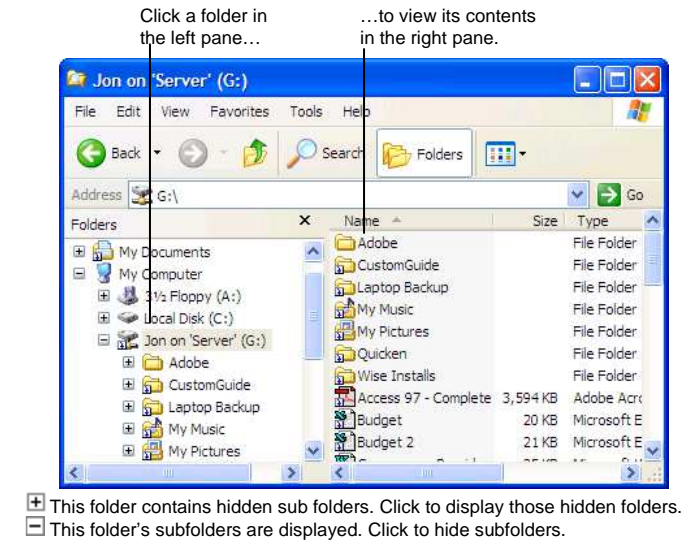 Click a folder in
the left pane…
…to view its contents
in the right pane.
Jon on 'Server' (G:)
File Edit View Favorites Tools Help
Back Search Folders
Address G:\ Go
Folders × Name Size Type
My Documents
My Computer
3½ Floppy (A:)
Local Disk (C:)
Jon on 'Server' (G:)
Adobe
CustomGuide
Laptop Backup
My Music
My Pictures
Adobe File Folder
CustomGuide File Folder
Laptop Backup File Folder
My Music File Folder
My Pictures File Folder
Quicken File Folder
Wise Installs File Folder
Access 97 - Complete 3,594 KB Adobe Acro
Budget 20 KB Microsoft E
Budget 2 21 KB Microsoft E
This folder contains hidden sub folders. Click to display those hidden folders.
This folder's subfolders are displayed. Click to hide subfolders.